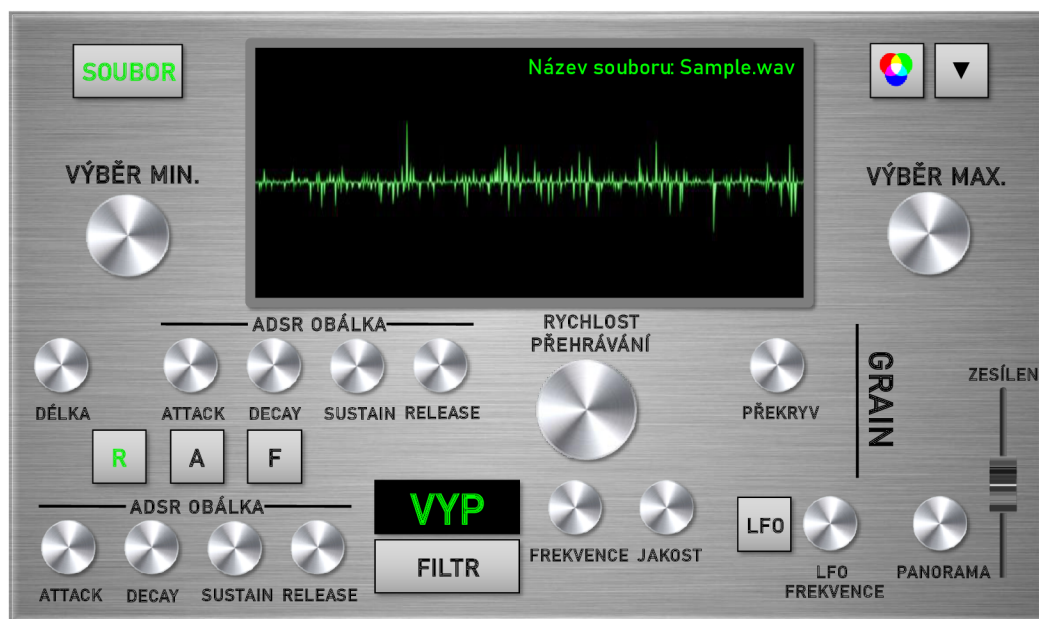 SOUBOR
Název souboru: Sample.wav
▼
VÝBĚR MIN.
VÝBĚR MAX.
ADSR OBÁLKA
RYCHLOST
PŘEHRÁVÁNÍ
GRAIN
ZESÍLEN
DÉLKA
ATTACK
DECAY
SUSTAIN
RELEASE
PŘEKRYV
R
A
F
ADSR OBÁLKA
VYP
LFO
FREKVENCE
JAKOST
FILTR
LFO
FREKVENCE
PANORAMA
ATTACK
DECAY
SUSTAIN
RELEASE